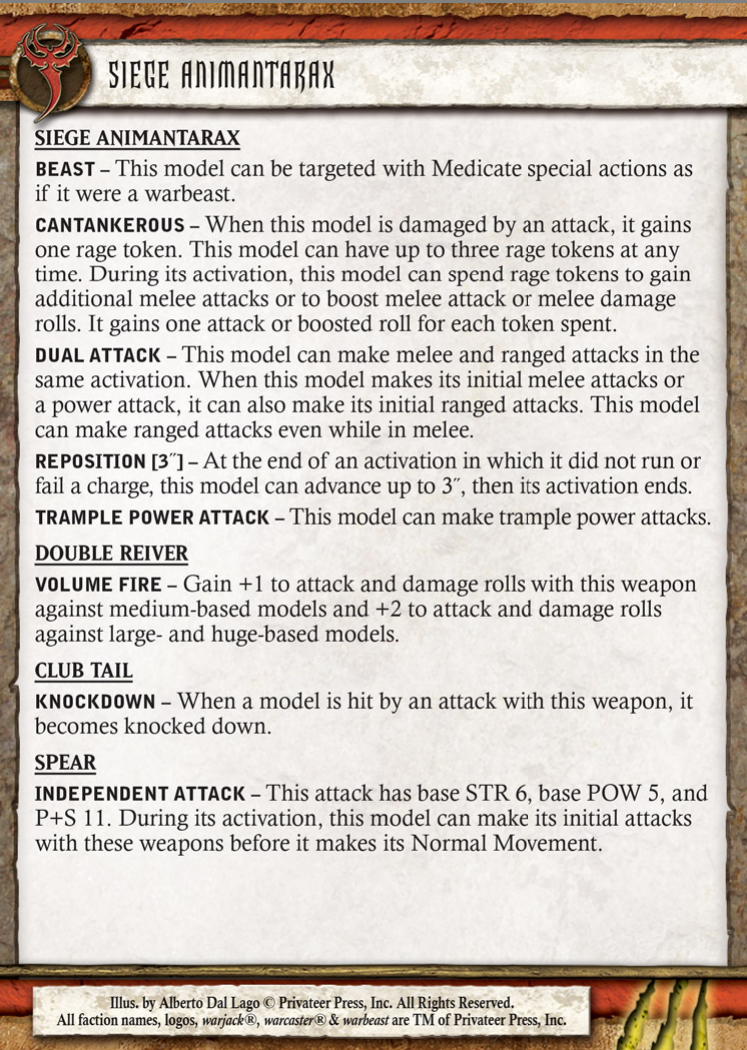 SIEGE ANIMANTARAX
SIEGE ANIMANTARAX
BEAST – This model can be targeted with Medicate special actions as
if it were a warbeast.
CANTANKEROUS – When this model is damaged by an attack, it gains
one rage token. This model can have up to three rage tokens at any
time. During its activation, this model can spend rage tokens to gain
additional melee attacks or to boost melee attack or melee damage
rolls. It gains one attack or boosted roll for each token spent.
DUAL ATTACK – This model can make melee and ranged attacks in the
same activation. When this model makes its initial melee attacks or
a power attack, it can also make its initial ranged attacks. This model
can make ranged attacks even while in melee.
REPOSITION [3˝] – At the end of an activation in which it did not run or
fail a charge, this model can advance up to 3˝, then its activation ends.
TRAMPLE POWER ATTACK – This model can make trample power attacks.
DOUBLE REIVER
VOLUME FIRE – Gain +1 to attack and damage rolls with this weapon
against medium-based models and +2 to attack and damage rolls
against large- and huge-based models.
CLUB TAIL
KNOCKDOWN – When a model is hit by an attack with this weapon, it
becomes knocked down.
SPEAR
INDEPENDENT ATTACK – This attack has base STR 6, base POW 5, and
P+S 11. During its activation, this model can make its initial attacks
with these weapons before it makes its Normal Movement.
Illus. by Alberto Dal Lago © Privateer Press, Inc. All Rights Reserved.
All faction names, logos, warjack®, warcaster® & warbeast are TM of Privateer Press, Inc.